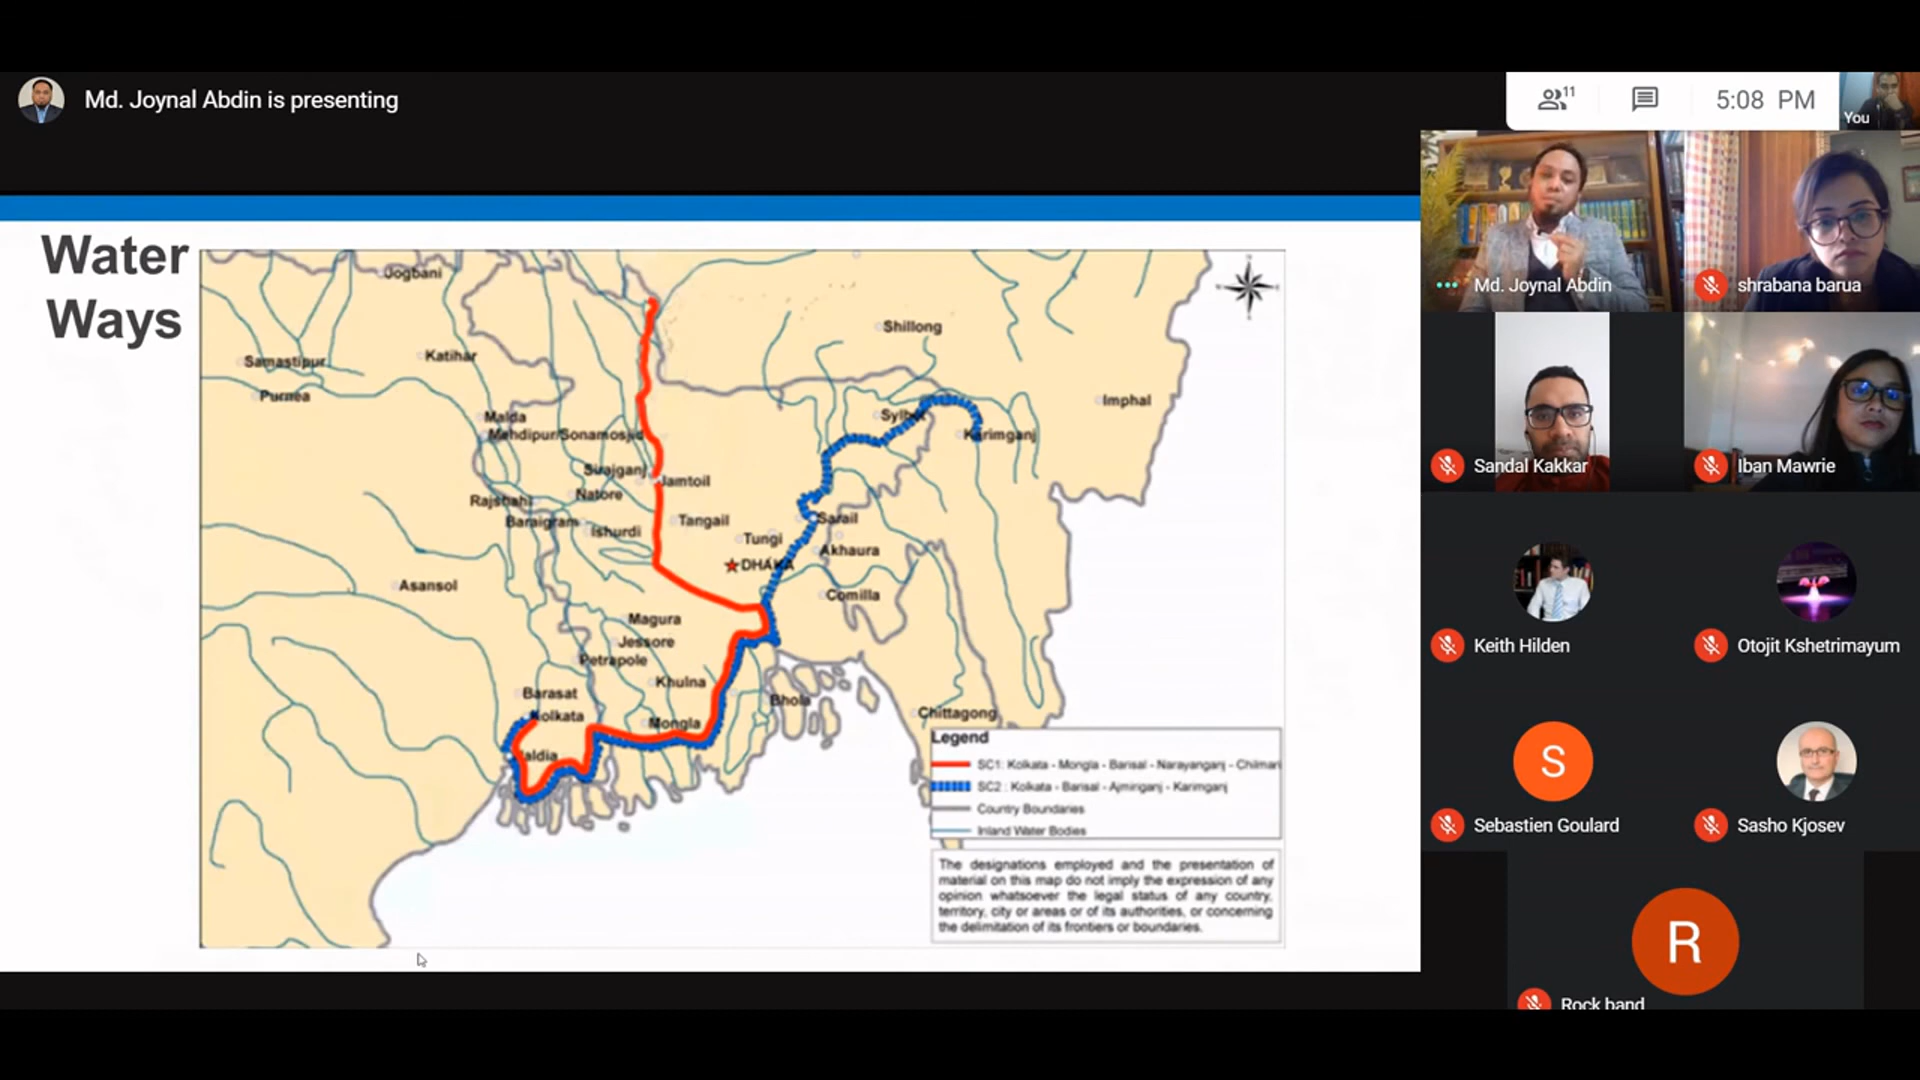 Md. Joynal Abdin is presenting
11
5:08 PM
You
Water
Ways
Jogbani
Samastipur
Katihar
Purnea
Malda
Mehdipur/Sonamosjid
Shillong
Imphal
Karimganj
Sirajganj
Jamtoil
Natore
Rajshahi
Baraigram
Ishurdi
Tangail
Tungi
DHAKA
Sarail
Akhaura
Comilla
Asansol
Magura
Jessore
Petrapole
Khulna
Barasat
Kolkata
Mongla
Bhola
Chittagong
Legend
SC1: Kolkata - Mongla - Barisal - Narayanganj - Chilmari
SC2 : Kolkata - Barisal - Ajmiriganj - Karimganj
Country Boundaries
Inland Water Bodies
The designations employed and the presentation of
material on this map do not imply the expression of any
opinion whatsoever the legal status of any country,
territory, city or areas or of its authorities, or concerning
the delimitation of its frontiers or boundaries.
Md. Joynal Abdin
shrabana barua
Sandal Kakkar
Iban Mawrie
Keith Hilden
Otojit Kshetrimayum
S
Sebastien Goulard
Sasho Kjosev
R
Rock band